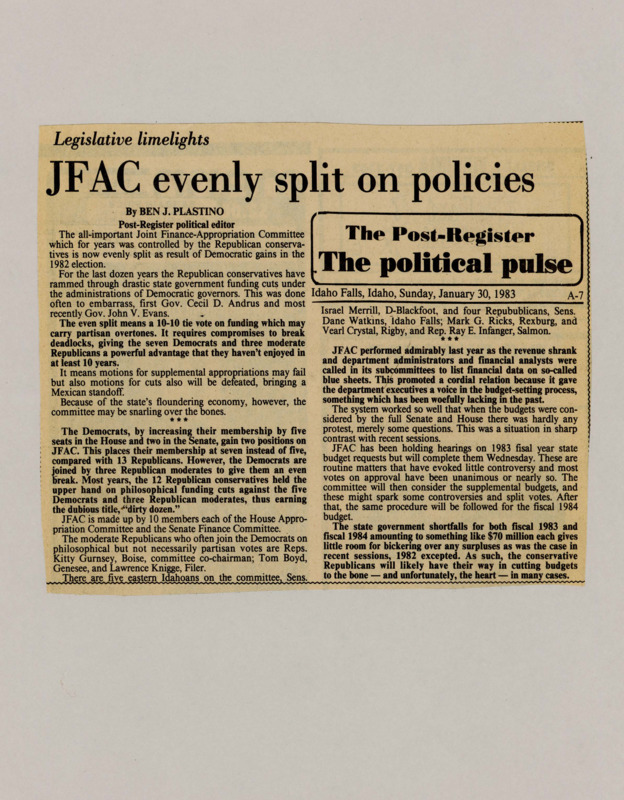 Legislative limelights
JFAC evenly split on policies
By BEN J. PLASTINO
Post-Register political editor
The all-important Joint Finance-Appropriation Committee
which for years was controlled by the Republican conserva-
tives is now evenly split as result of Democratic gains in the
1982 election.
For the last dozen years the Republican conservatives have
rammed through drastic state government funding cuts under
the administrations of Democratic governors. This was done
often to embarrass, first Gov. Cecil D. Andrus and most
recently Gov. John V. Evans.
The even split means a 10-10 tie vote on funding which may
carry partisan overtones. It requires compromises to break
deadlocks, giving the seven Democrats and three moderate
Republicans a powerful advantage that they haven't enjoyed in
at least 10 years.
It means motions for supplemental appropriations may fail
but also motions for cuts also will be defeated, bringing a
Mexican standoff.
Because of the state's floundering economy, however, the
committee may be snarling over the bones.
***
The Democrats, by increasing their membership by five
seats in the House and two in the Senate, gain two positions on
JFAC. This places their membership at seven instead of five,
compared with 13 Republicans. However, the Democrats are
joined by three Republican moderates to give them an even
break. Most years, the 12 Republican conservatives held the
upper hand on philosophical funding cuts against the five
Democrats and three Republican moderates, thus earning
the dubious title, "dirty dozen."
JFAC is made up by 10 members each of the House Appro-
priation Committee and the Senate Finance Committee.
The moderate Republicans who often join the Democrats on
philosophical but not necessarily partisan votes are Reps.
Kitty Gurnsey, Boise, committee co-chairman; Tom Boyd,
Genesee, and Lawrence Knigge, Filer.
There are five eastern Idahoans on the committee, Sens.
The Post-Register
The political pulse
Idaho Falls, Idaho, Sunday, January 30, 1983 A-7
Israel Merrill, D-Blackfoot, and four Repubublicans, Sens.
Dane Watkins, Idaho Falls; Mark G. Ricks, Rexburg, and
Vearl Crystal, Rigby, and Rep. Ray E. Infanger, Salmon.
***
JFAC performed admirably last year as the revenue shrank
and department administrators and financial analysts were
called in its subcommittees to list financial data on so-called
blue sheets. This promoted a cordial relation because it gave
the department executives a voice in the budget-setting process,
something which has been woefully lacking in the past.
The system worked so well that when the budgets were con-
sidered by the full Senate and House there was hardly any
protest, merely some questions. This was a situation in sharp
contrast with recent sessions.
JFAC has been holding hearings on 1983 fisal year state
budget requests but will complete them Wednesday. These are
routine matters that have evoked little controversy and most
votes on approval have been unanimous or nearly so. The
committee will then consider the supplemental budgets, and
these might spark some controversies and split votes. After
that, the same procedure will be followed for the fiscal 1984
budget.
The state government shortfalls for both fiscal 1983 and
fiscal 1984 amounting to something like $70 million each gives
little room for bickering over any surpluses as was the case in
recent sessions, 1982 excepted. As such, the conservative
Republicans will likely have their way in cutting budgets
to the bone — and unfortunately, the heart — in many cases.